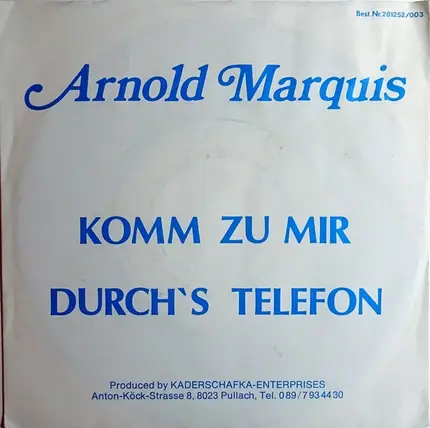 Best. Nr. 281252/003
Arnold Marquis
KOMM ZU MIR
DURCH`S TELEFON
Produced by KADERSCHAFKA-ENTERPRISES
Anton-Köck-Strasse 8, 8023 Pullach, Tel. 089/7934430